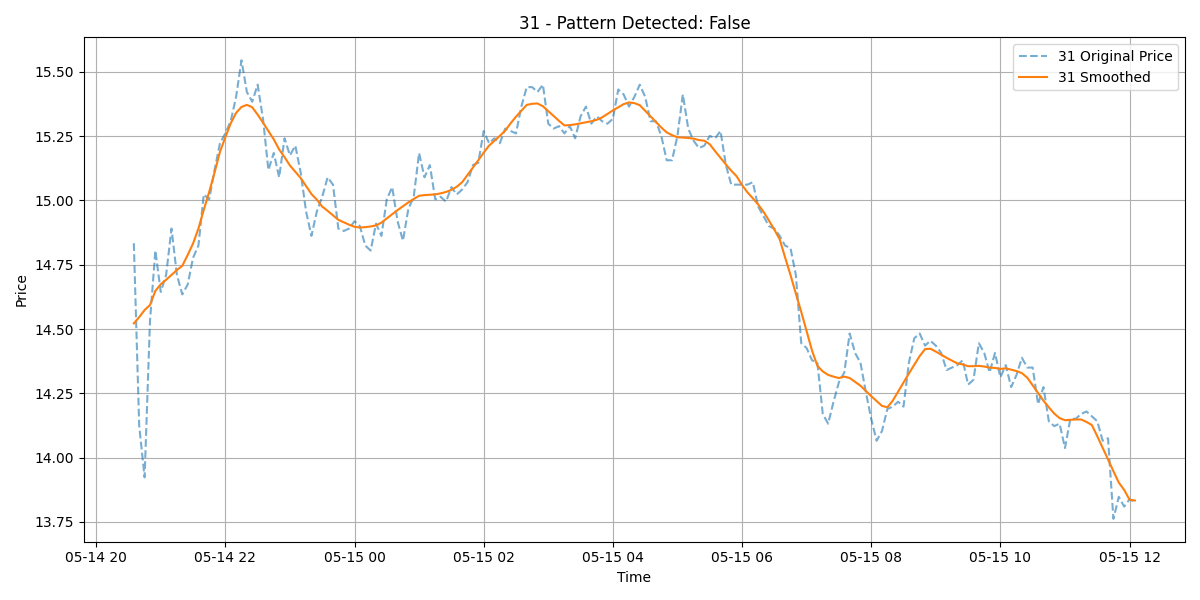 31 - Pattern Detected: False
31 Original Price
31 Smoothed
Price
15.50
15.25
15.00
14.75
14.50
14.25
14.00
13.75
05-14 20 05-14 22 05-15 00 05-15 02 05-15 04 05-15 06 05-15 08 05-15 10 05-15 12
Time